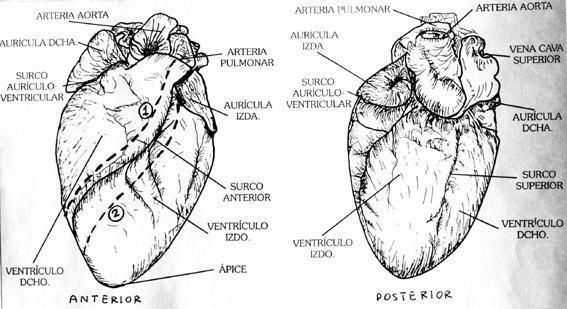 ARTERIA AORTA
AURÍCULA DCHA.
SURCO
AURÍCULO-
VENTRICULAR
ARTERIA
PULMONAR
AURÍCULA
IZDA.
1
SURCO
ANTERIOR
2
VENTRÍCULO
IZDO.
VENTRÍCULO
DCHO.
ÁPICE
ANTERIOR
ARTERIA PULMONAR
ARTERIA AORTA
AURÍCULA
IZDA.
VENA CAVA
SUPERIOR
SURCO
AURÍCULO-
VENTRICULAR
AURÍCULA
DCHA.
SURCO
SUPERIOR
VENTRÍCULO
IZDO.
VENTRÍCULO
DCHO.
POSTERIOR